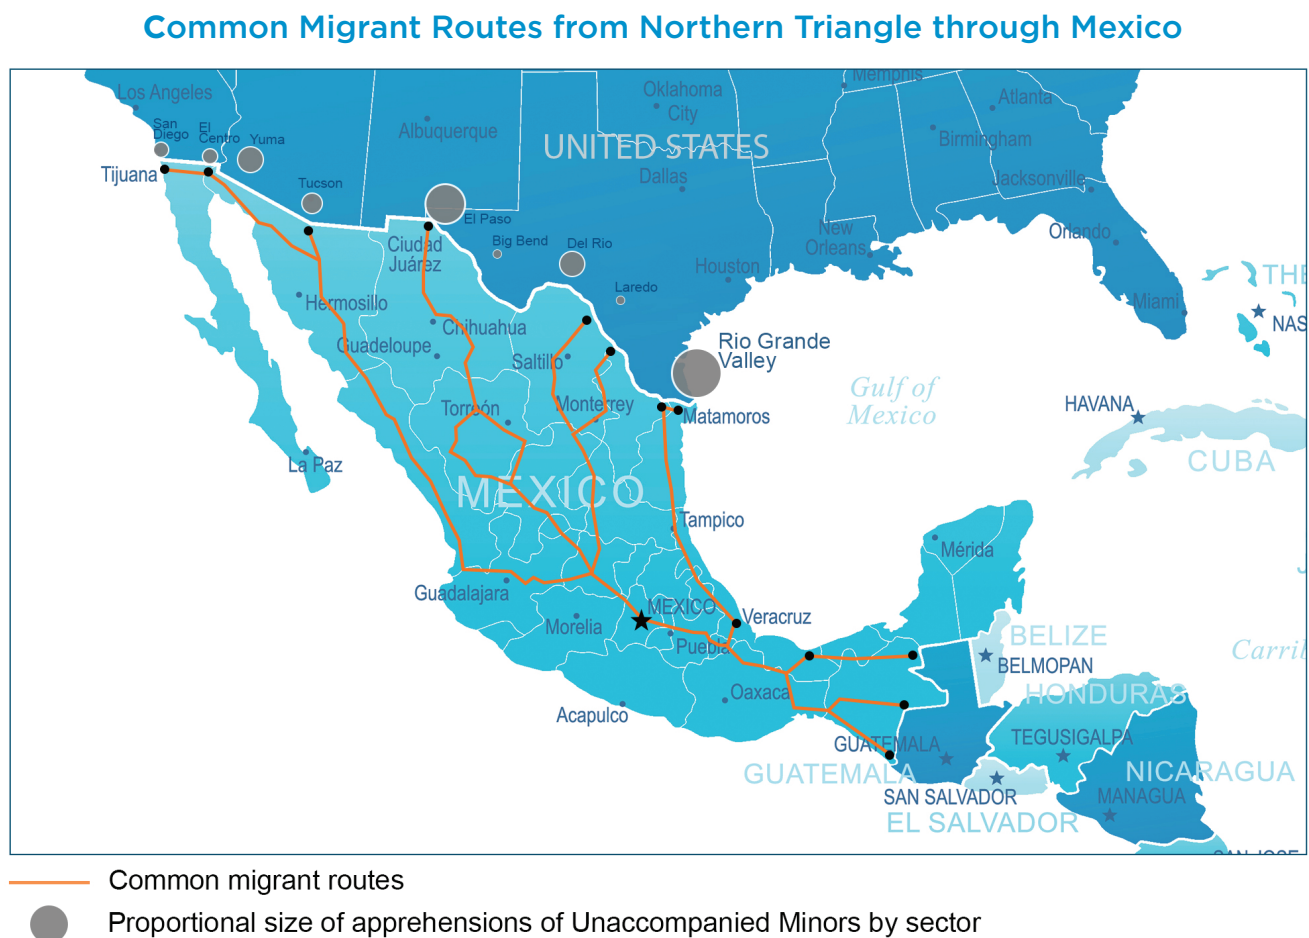 Common Migrant Routes from Northern Triangle through Mexico
Memphis
Los Angeles
Oklahoma
City
Atlanta
San
Diego
El
Centro
Yuma
Albuquerque
Birmingham
UNITED STATES
Tijuana
Tucson
Dallas
Jacksonville
El Paso
Ciudad
Juárez
Big Bend
Del Rio
New
Orleans
Orlando
Houston
THE
Laredo
Hermosillo
Miami
NAS
Chihuahua
Guadeloupe
Saltillo
Rio Grande
Valley
Gulf of
Mexico
Torreón
Monterrey
Matamoros
HAVANA
CUBA
La Paz
MEXICO
Tampico
Mérida
Guadalajara
MEXICO
Veracruz
Morelia
Puebla
BELIZE
BELMOPAN
Carril
Oaxaca
HONDURAS
Acapulco
GUATEMALA
TEGUSIGALPA
GUATEMALA
NICARAGUA
SAN SALVADOR
MANAGUA
EL SALVADOR
Common migrant routes
Proportional size of apprehensions of Unaccompanied Minors by sector